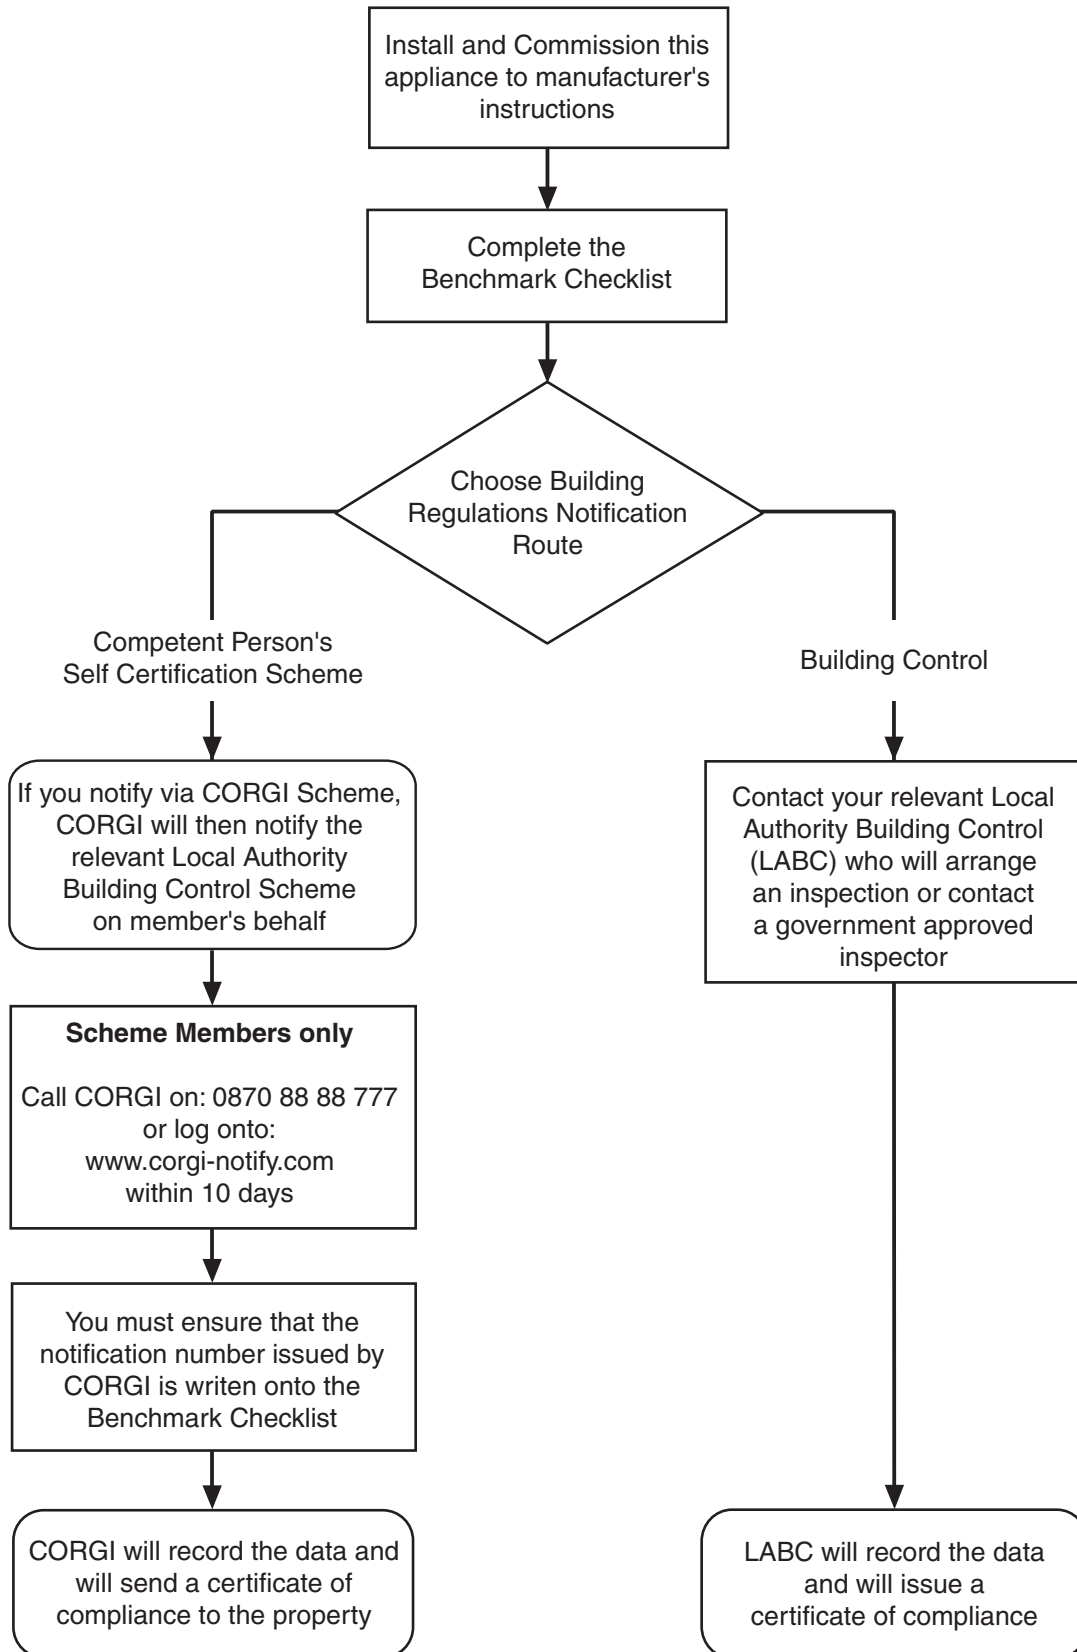 Install and Commission this
appliance to manufacturer's
instructions
Complete the
Benchmark Checklist
Choose Building
Regulations Notification
Route
Competent Person's
Self Certification Scheme
Building Control
If you notify via CORGI Scheme,
CORGI will then notify the
relevant Local Authority
Building Control Scheme
on member's behalf
Contact your relevant Local
Authority Building Control
(LABC) who will arrange
an inspection or contact
a government approved
inspector
Scheme Members only
Call CORGI on: 0870 88 88 777
or log onto:
www.corgi-notify.com
within 10 days
You must ensure that the
notification number issued by
CORGI is writen onto the
Benchmark Checklist
CORGI will record the data and
will send a certificate of
compliance to the property
LABC will record the data
and will issue a
certificate of compliance